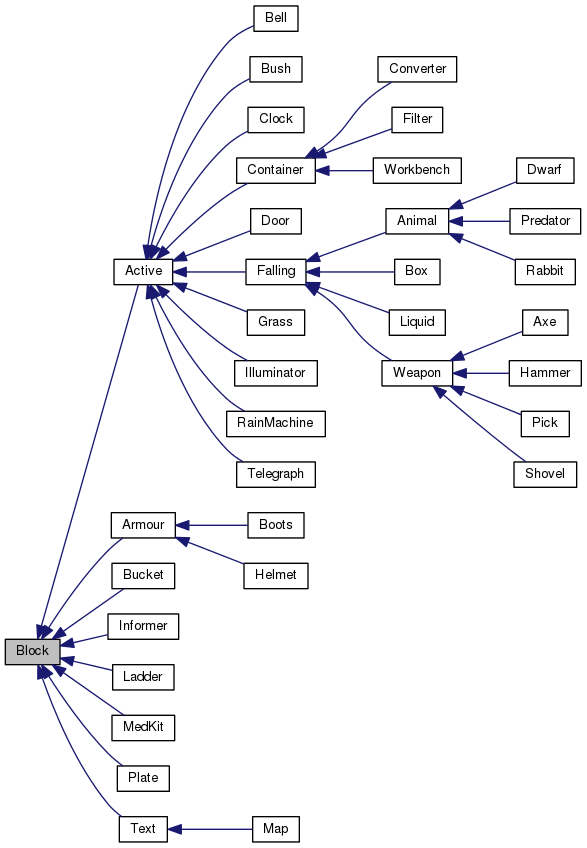 Bell
Bush
Converter
Clock
Filter
Container
Workbench
Dwarf
Door
Animal
Predator
Active
Falling
Box
Rabbit
Grass
Liquid
Axe
Illuminator
Weapon
Hammer
RainMachine
Pick
Telegraph
Shovel
Armour
Boots
Bucket
Helmet
Informer
Block
Ladder
MedKit
Plate
Text
Map